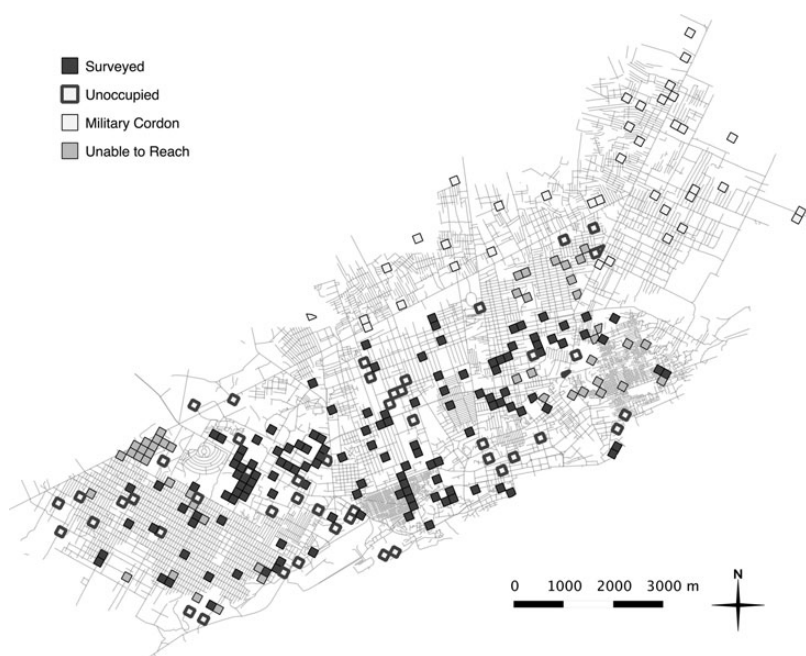 Surveyed
Unoccupied
Military Cordon
Unable to Reach
0 1000 2000 3000 m
N